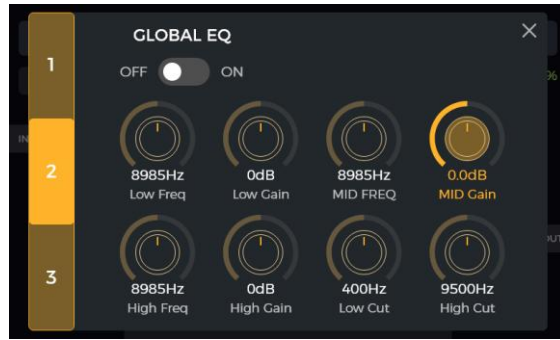 GLOBAL EQ
1
OFF ON
%
IN
2
8985Hz 0dB 8985Hz 0.0dB
Low Freq Low Gain MID FREQ MID Gain
3
8985Hz 0dB 400Hz 9500Hz
High Freq High Gain Low Cut High Cut